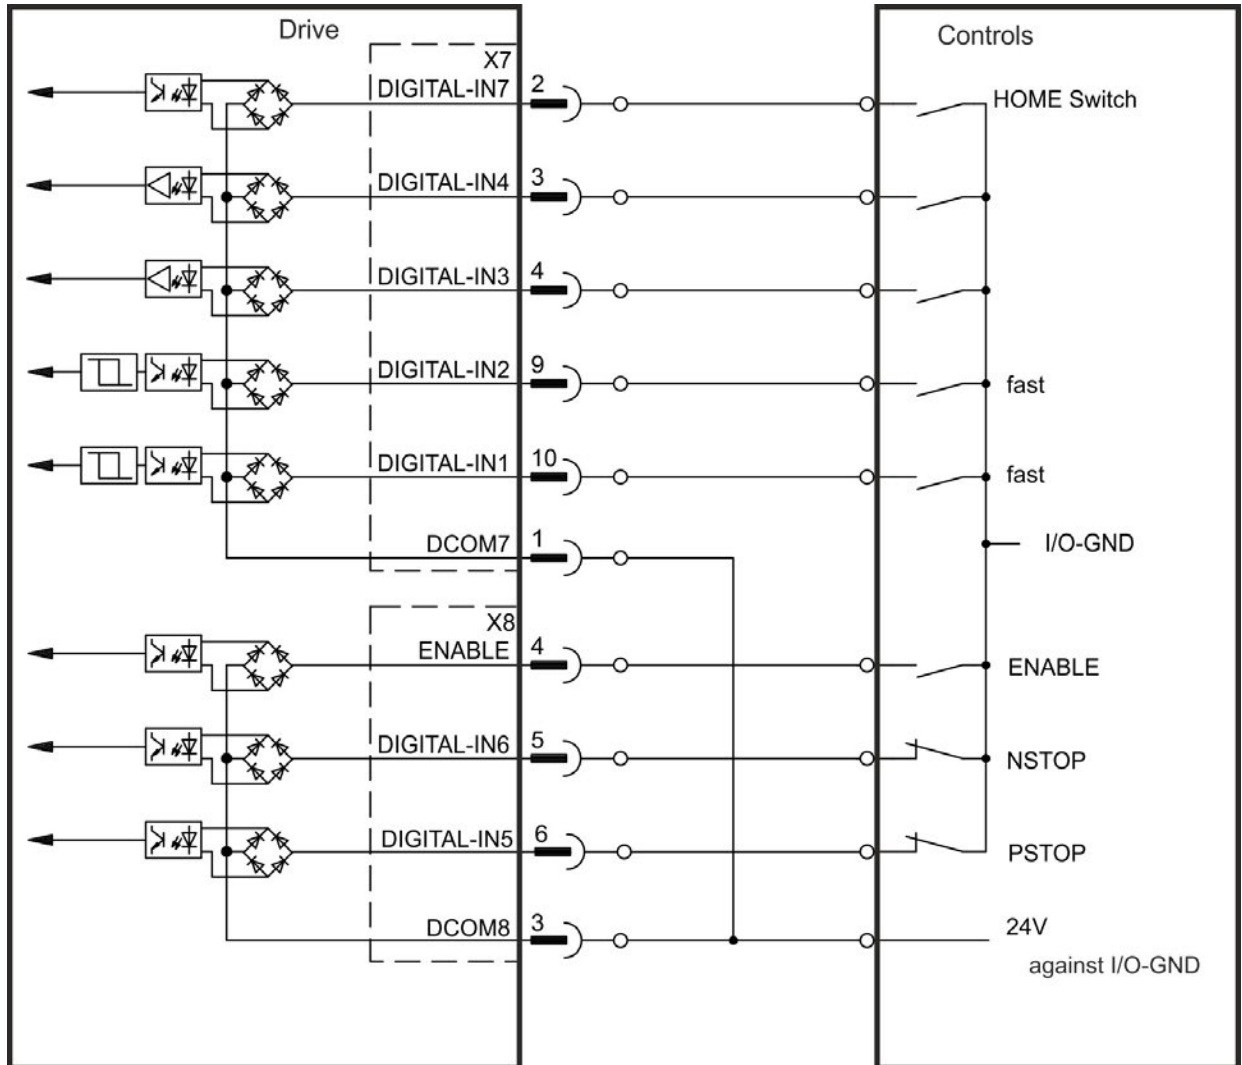 Drive
Controls
X7
DIGITAL-IN7
2
HOME Switch
DIGITAL-IN4
3
DIGITAL-IN3
4
DIGITAL-IN2
9
fast
DIGITAL-IN1
10
fast
DCOM7
1
I/O-GND
X8
ENABLE
4
ENABLE
DIGITAL-IN6
5
NSTOP
DIGITAL-IN5
6
PSTOP
DCOM8
3
24V
against I/O-GND